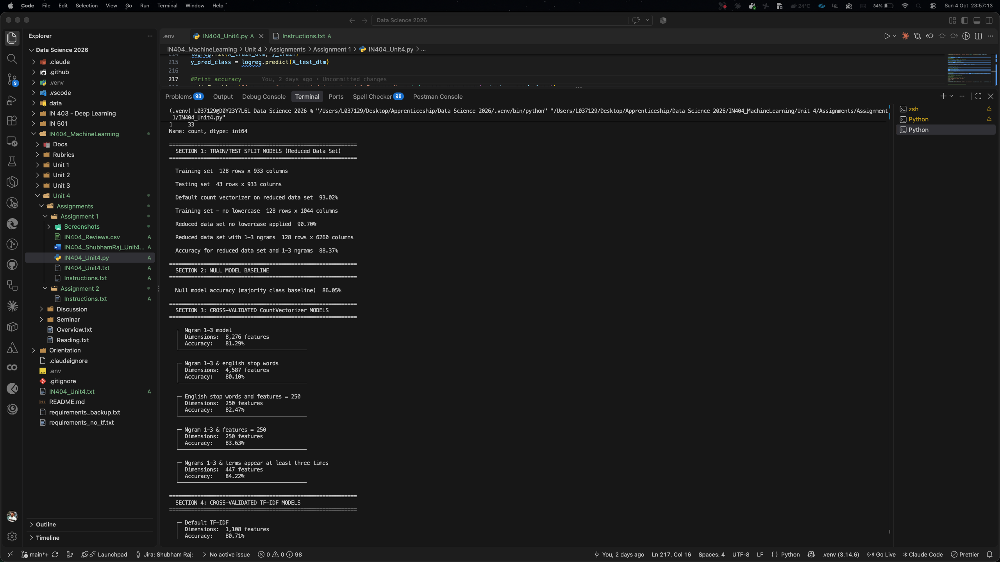 Code File Edit Selection View Go Run Terminal Window Help
24°C 34% Sun 4 Oct 23:57:13
Data Science 2026
Explorer
Data Science 2026
.claude
.github
.venv
.vscode
data
IN 403 - Deep Learning
IN 501
IN404_MachineLearning
Docs
Rubrics
Unit 1
Unit 2
Unit 3
Unit 4
Assignments
Assignment 1
Screenshots
IN404_Reviews.csv A
IN404_ShubhamRaj_Unit4... A
IN404_Unit4.py A
IN404_Unit4.txt A
Instructions.txt A
Assignment 2
Instructions.txt A
Discussion
Seminar
Overview.txt
Reading.txt
Orientation
.claudeignore
.env
.gitignore
IN404_Unit4.txt A
README.md
requirements_backup.txt
requirements_no_tf.txt
Outline
Timeline
9
.env IN404_Unit4.py A Instructions.txt A
IN404_MachineLearning > Unit 4 > Assignments > Assignment 1 > IN404_Unit4.py > ...
214 logreg.fit(X_train_dtm, y_train)
215 y_pred_class = logreg.predict(X_test_dtm)
216
217 #Print accuracy You, 2 days ago • Uncommitted changes
Problems 98 Output Debug Console Terminal Ports Spell Checker 98 Postman Console
(.venv) L037129@D0Y23Y7L6L Data Science 2026 % "/Users/L037129/Desktop/Apprenticeship/Data Science 2026/.venv/bin/python" "/Users/L037129/Desktop/Apprenticeship/Data Science 2026/IN404_MachineLearning/Unit 4/Assignments/Assignment
1/IN404_Unit4.py"
1 33
Name: count, dtype: int64
============================================================
SECTION 1: TRAIN/TEST SPLIT MODELS (Reduced Data Set)
============================================================
Training set 128 rows x 933 columns
Testing set 43 rows x 933 columns
Default count vectorizer on reduced data set 93.02%
Training set – no lowercase 128 rows x 1044 columns
Reduced data set no lowercase applied 90.70%
Reduced data set with 1–3 ngrams 128 rows x 6260 columns
Accuracy for reduced data set and 1–3 ngrams 88.37%
============================================================
SECTION 2: NULL MODEL BASELINE
============================================================
Null model accuracy (majority class baseline) 86.05%
============================================================
SECTION 3: CROSS-VALIDATED CountVectorizer MODELS
============================================================
Ngram 1–3 model
Dimensions: 8,276 features
Accuracy: 81.29%
Ngram 1–3 & english stop words
Dimensions: 4,587 features
Accuracy: 80.10%
English stop words and features = 250
Dimensions: 250 features
Accuracy: 82.47%
Ngram 1–3 & features = 250
Dimensions: 250 features
Accuracy: 83.63%
Ngrams 1–3 & terms appear at least three times
Dimensions: 447 features
Accuracy: 84.22%
============================================================
SECTION 4: CROSS-VALIDATED TF-IDF MODELS
============================================================
Default TF-IDF
Dimensions: 1,108 features
Accuracy: 80.71%
zsh
Python
Python
main*+ Launchpad Jira: Shubham Raj: No active issue 0 0 98
You, 2 days ago Ln 217, Col 16 Spaces: 4 UTF-8 LF { } Python .venv (3.14.6) Go Live Claude Code Prettier